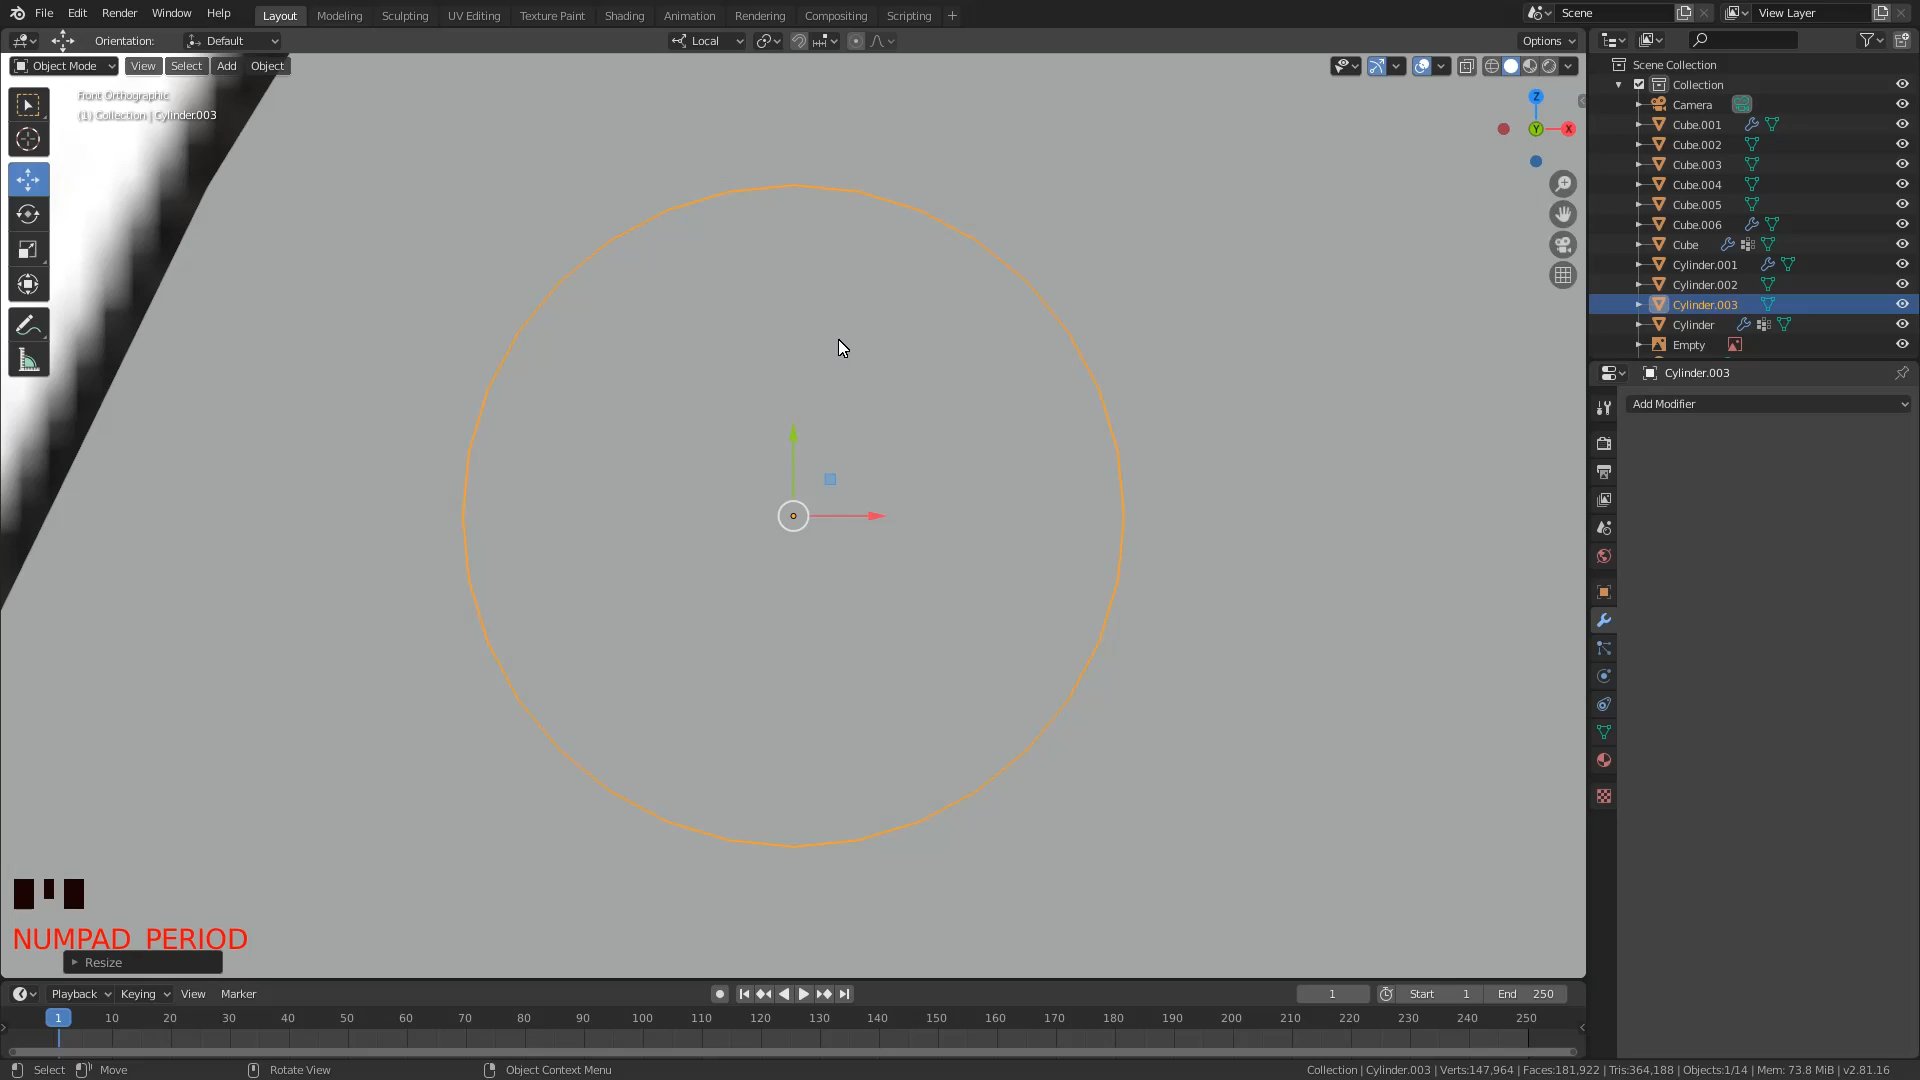 File Edit Render Window Help Layout Modeling Sculpting UV Editing Texture Paint Shading Animation Rendering Compositing Scripting + Scene View Layer
Orientation: Default Local Options
Object Mode View Select Add Object
Front Orthographic
(1) Collection | Cylinder.003
Z
Y
X
Scene Collection
Collection
Camera
Cube.001
Cube.002
Cube.003
Cube.004
Cube.005
Cube.006
Cube
Cylinder.001
Cylinder.002
Cylinder.003
Cylinder
Empty
Cylinder.003
Add Modifier
NUMPAD_PERIOD
Resize
Playback Keying View Marker 1 Start 1 End 250
1 10 20 30 40 50 60 70 80 90 100 110 120 130 140 150 160 170 180 190 200 210 220 230 240 250
Select Move Rotate View Object Context Menu Collection | Cylinder.003 | Verts:147,964 | Faces:181,922 | Tris:364,188 | Objects:1/14 | Mem: 73.8 MiB | v2.81.16